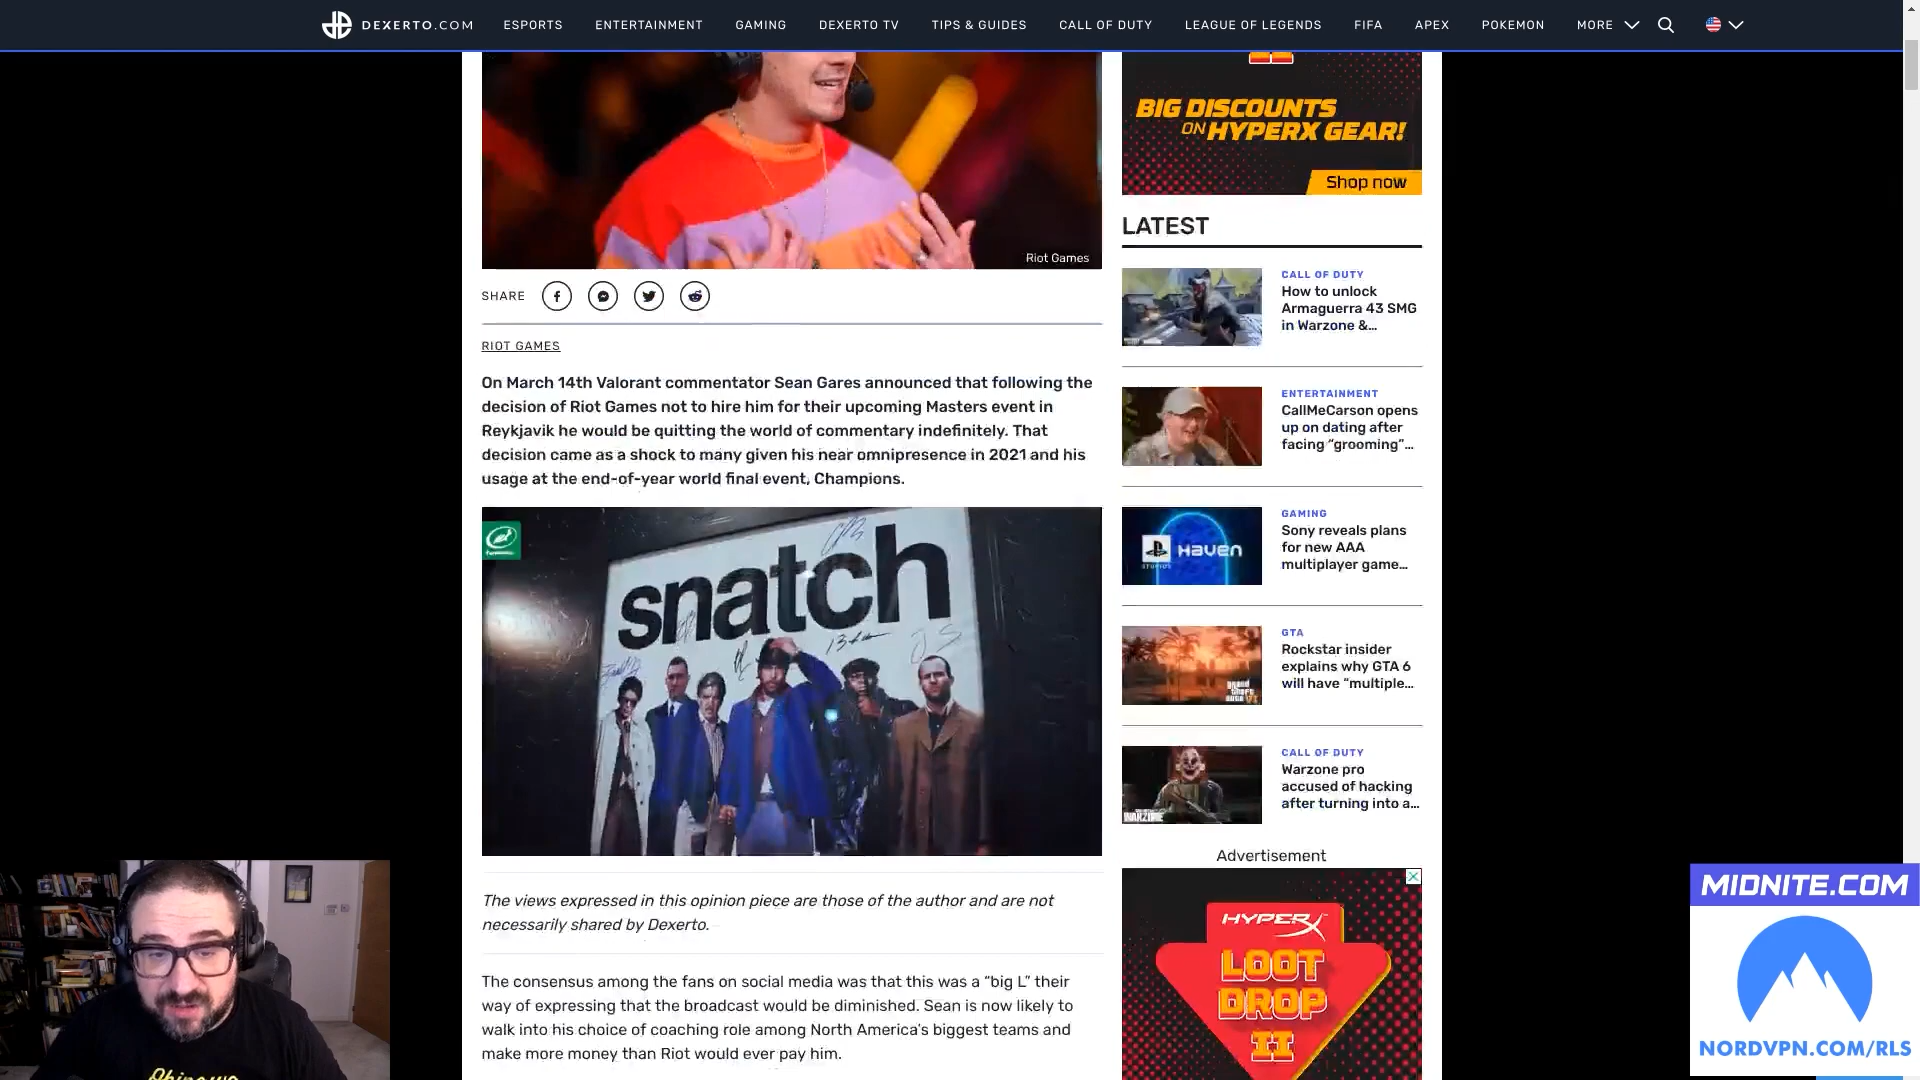 DEXERTO.COM
ESPORTS
ENTERTAINMENT
GAMING
DEXERTO TV
TIPS & GUIDES
CALL OF DUTY
LEAGUE OF LEGENDS
FIFA
APEX
POKEMON
MORE
Riot Games
SHARE
RIOT GAMES
On March 14th Valorant commentator Sean Gares announced that following the
decision of Riot Games not to hire him for their upcoming Masters event in
Reykjavik he would be quitting the world of commentary indefinitely. That
decision came as a shock to many given his near omnipresence in 2021 and his
usage at the end-of-year world final event, Champions.
snatch
The views expressed in this opinion piece are those of the author and are not
necessarily shared by Dexerto.
The consensus among the fans on social media was that this was a “big L” their
way of expressing that the broadcast would be diminished. Sean is now likely to
walk into his choice of coaching role among North America’s biggest teams and
make more money than Riot would ever pay him.
BIG DISCOUNTS
ON HYPERX GEAR!
Shop now
LATEST
CALL OF DUTY
How to unlock
Armaguerra 43 SMG
in Warzone &…
ENTERTAINMENT
CallMeCarson opens
up on dating after
facing “grooming”…
HAVEN
STUDIOS
GAMING
Sony reveals plans
for new AAA
multiplayer game…
grand
theft
auto VI
GTA
Rockstar insider
explains why GTA 6
will have “multiple…
WARZONE
CALL OF DUTY
Warzone pro
accused of hacking
after turning into a…
Advertisement
HYPERX
LOOT
DROP
II
MIDNITE.COM
NORDVPN.COM/RLS